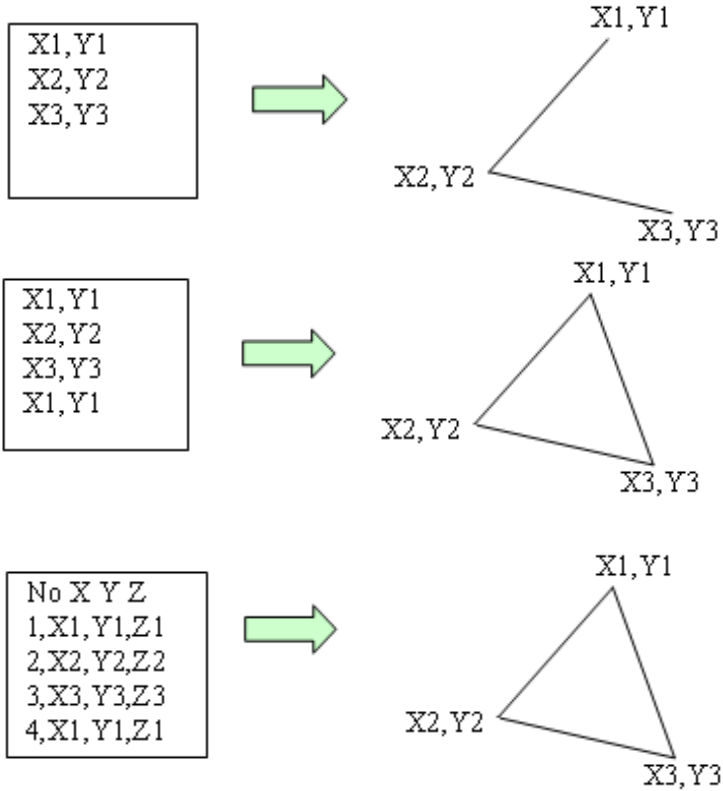 X1,Y1
X2,Y2
X3,Y3
X1,Y1
X2,Y2
X3,Y3
X1,Y1
X2,Y2
X3,Y3
X1,Y1
X1,Y1
X2,Y2
X3,Y3
No X Y Z
1,X1,Y1,Z1
2,X2,Y2,Z2
3,X3,Y3,Z3
4,X1,Y1,Z1
X1,Y1
X2,Y2
X3,Y3